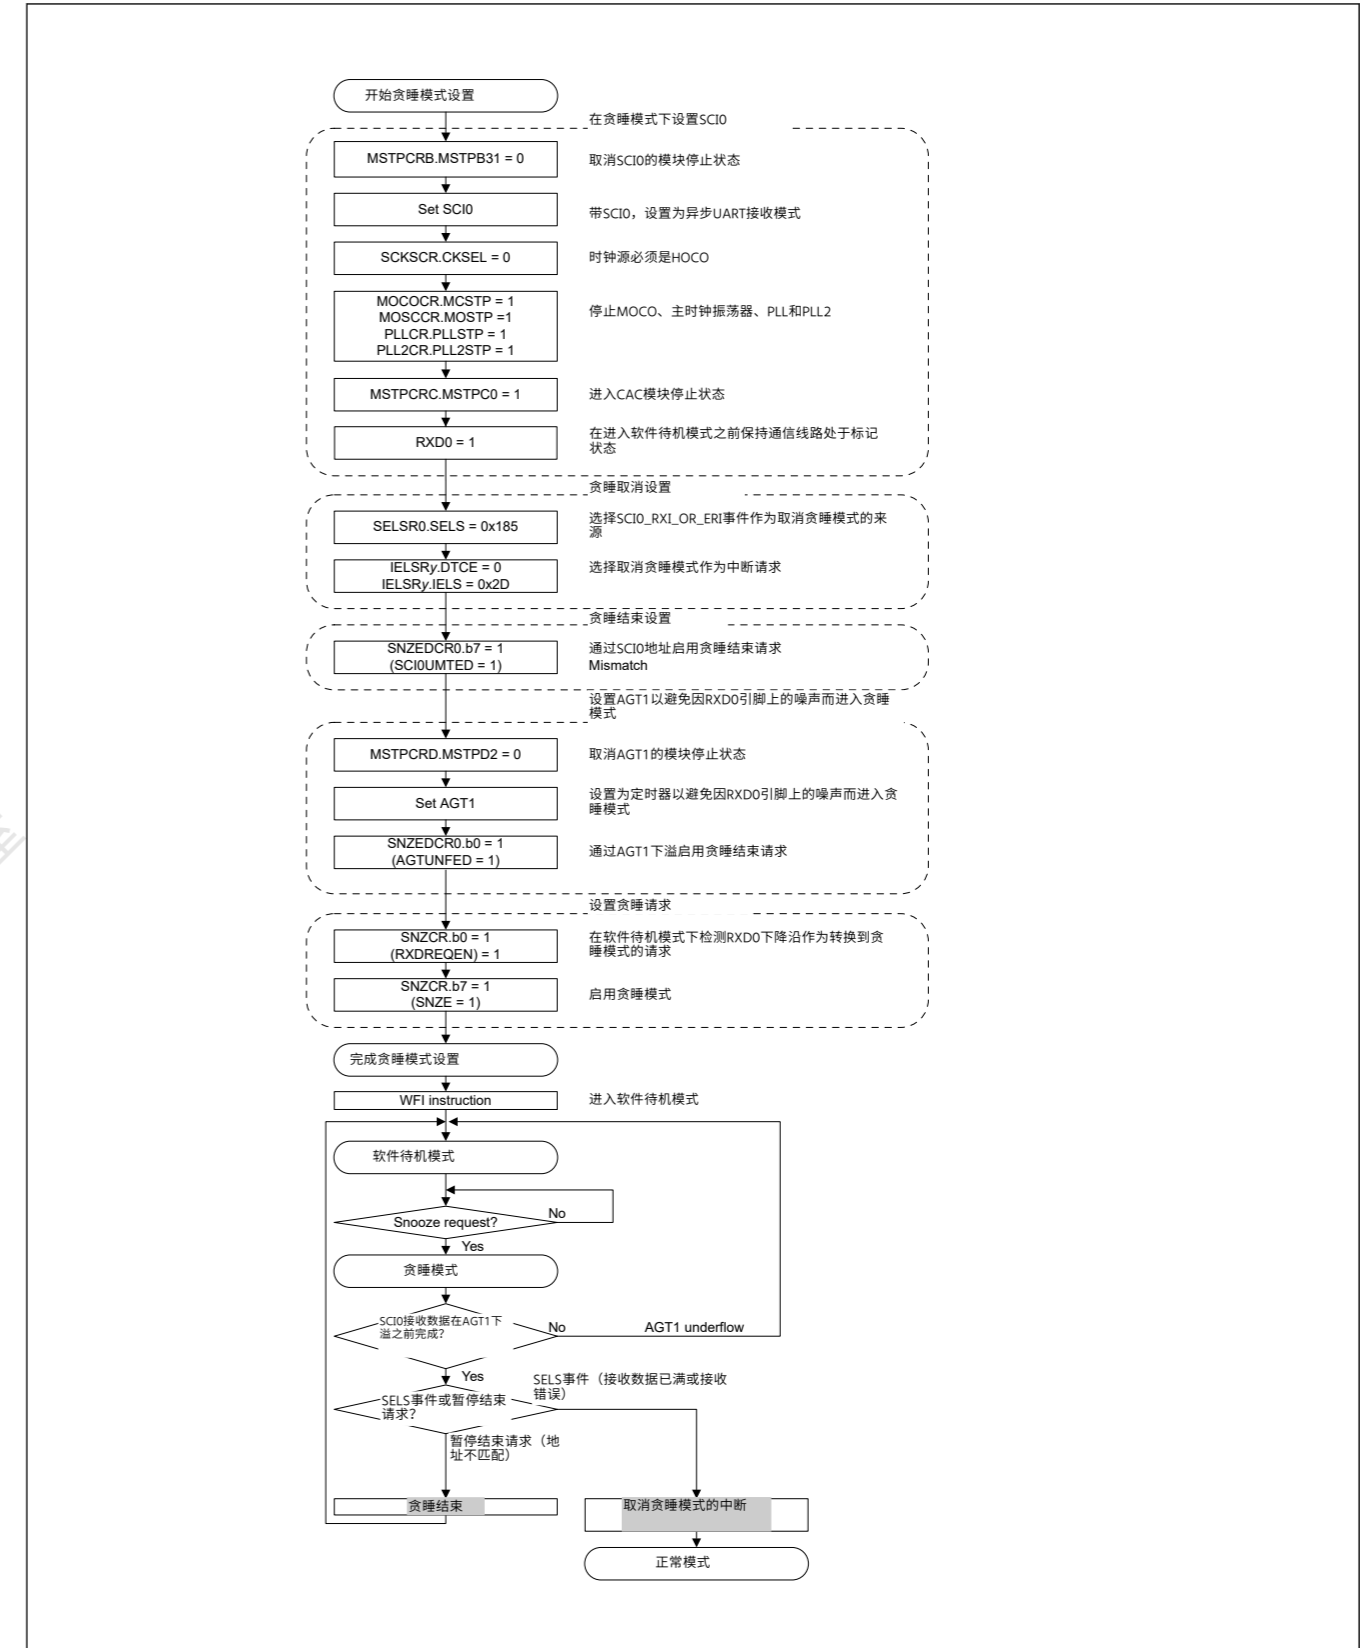 开始贪睡模式设置
在贪睡模式下设置SCI0
MSTPCRB.MSTPB31 = 0
取消SCI0的模块停止状态
Set SCI0
带SCI0，设置为异步UART接收模式
SCKSCR.CKSEL = 0
时钟源必须是HOCO
MOCOCR.MCSTP = 1
MOSCCR.MOSTP =1
PLLCR.PLLSTP = 1
PLL2CR.PLL2STP = 1
停止MOCO、主时钟振荡器、PLL和PLL2
MSTPCRC.MSTPC0 = 1
进入CAC模块停止状态
RXD0 = 1
在进入软件待机模式之前保持通信线路处于标记
状态
贪睡取消设置
SELSR0.SELS = 0x185
选择SCI0_RXI_OR_ERI事件作为取消贪睡模式的来
源
IELSRy.DTCE = 0
IELSRy.IELS = 0x2D
选择取消贪睡模式作为中断请求
贪睡结束设置
SNZEDCR0.b7 = 1
(SCI0UMTED = 1)
通过SCI0地址启用贪睡结束请求
Mismatch
设置AGT1以避免因RXD0引脚上的噪声而进入贪睡
模式
MSTPCRD.MSTPD2 = 0
取消AGT1的模块停止状态
Set AGT1
设置为定时器以避免因RXD0引脚上的噪声而进入贪
睡模式
SNZEDCR0.b0 = 1
(AGTUNFED = 1)
通过AGT1下溢启用贪睡结束请求
设置贪睡请求
SNZCR.b0 = 1
(RXDREQEN) = 1
在软件待机模式下检测RXD0下降沿作为转换到贪
睡模式的请求
SNZCR.b7 = 1
(SNZE = 1)
启用贪睡模式
完成贪睡模式设置
WFI instruction
进入软件待机模式
软件待机模式
Snooze request?
No
Yes
贪睡模式
SCI0接收数据在AGT1下
溢之前完成？
No
AGT1 underflow
Yes
SELS事件或暂停结束
请求？
SELS事件（接收数据已满或接收
错误）
暂停结束请求（地
址不匹配）
贪睡结束
取消贪睡模式的中断
正常模式